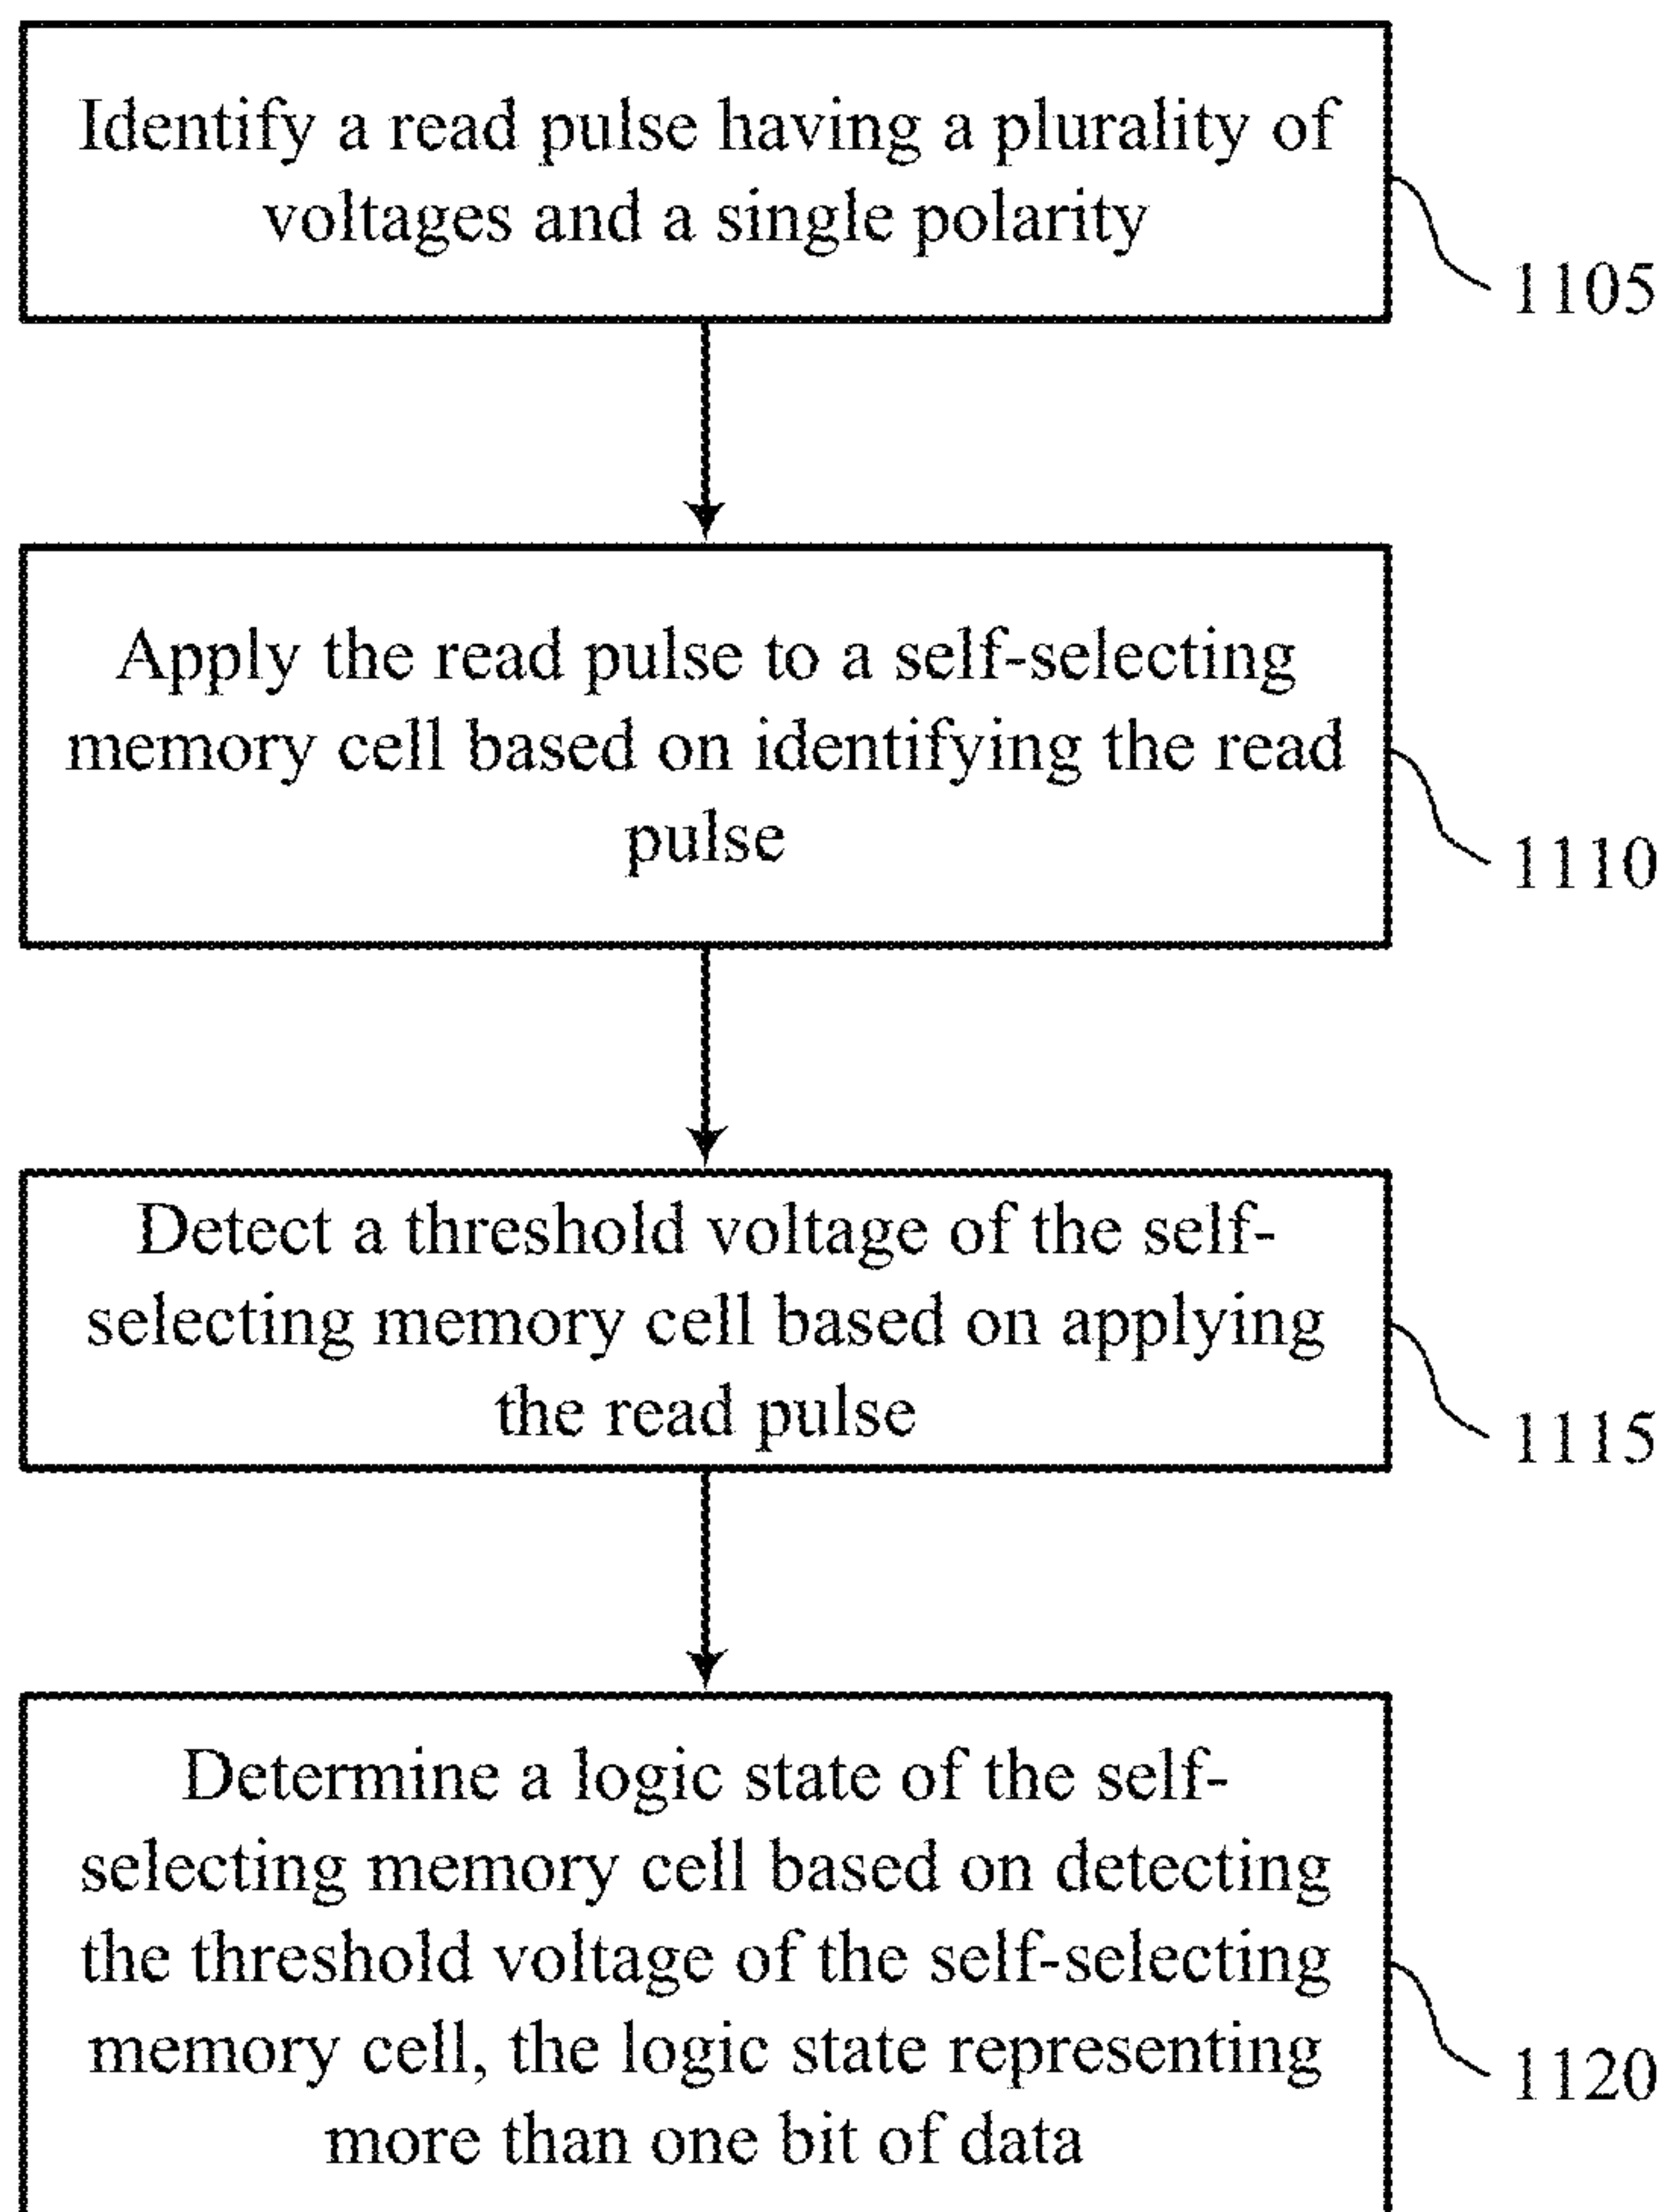 Identify a read pulse having a plurality of
voltages and a single polarity
1105
Apply the read pulse to a self-selecting
memory cell based on identifying the read
pulse
1110
Detect a threshold voltage of the self-
selecting memory cell based on applying
the read pulse
1115
Determine a logic state of the self-
selecting memory cell based on detecting
the threshold voltage of the self-selecting
memory cell, the logic state representing
more than one bit of data
1120